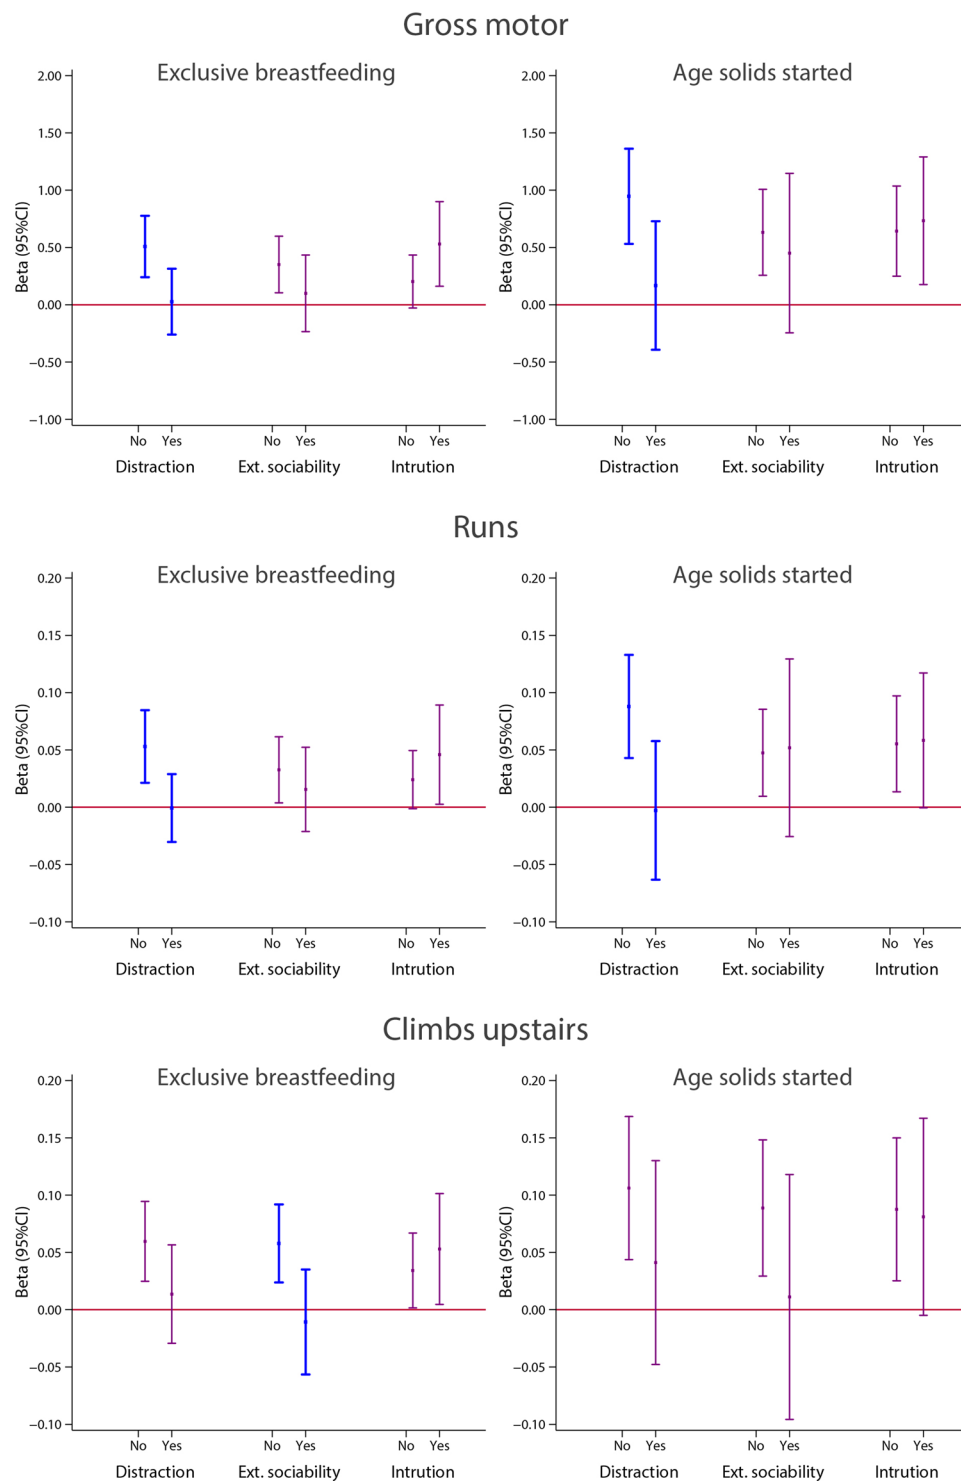 Gross motor
Exclusive breastfeeding
2.00
1.50
1.00
0.50
0.00
−0.50
−1.00
Beta (95%CI)
No Yes No Yes No Yes
Distraction Ext. sociability Intrution
Age solids started
2.00
1.50
1.00
0.50
0.00
−0.50
−1.00
Beta (95%CI)
No Yes No Yes No Yes
Distraction Ext. sociability Intrution
Runs
Exclusive breastfeeding
0.20
0.15
0.10
0.05
0.00
−0.05
−0.10
Beta (95%CI)
No Yes No Yes No Yes
Distraction Ext. sociability Intrution
Age solids started
0.20
0.15
0.10
0.05
0.00
−0.05
−0.10
Beta (95%CI)
No Yes No Yes No Yes
Distraction Ext. sociability Intrution
Climbs upstairs
Exclusive breastfeeding
0.20
0.15
0.10
0.05
0.00
−0.05
−0.10
Beta (95%CI)
No Yes No Yes No Yes
Distraction Ext. sociability Intrution
Age solids started
0.20
0.15
0.10
0.05
0.00
−0.05
−0.10
Beta (95%CI)
No Yes No Yes No Yes
Distraction Ext. sociability Intrution